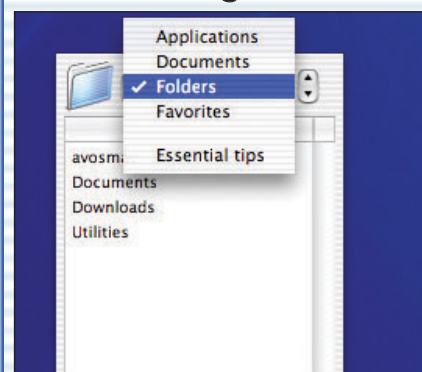 Applications
Documents
✓ Folders
Favorites
Essential tips
Documents
Downloads
Utilities